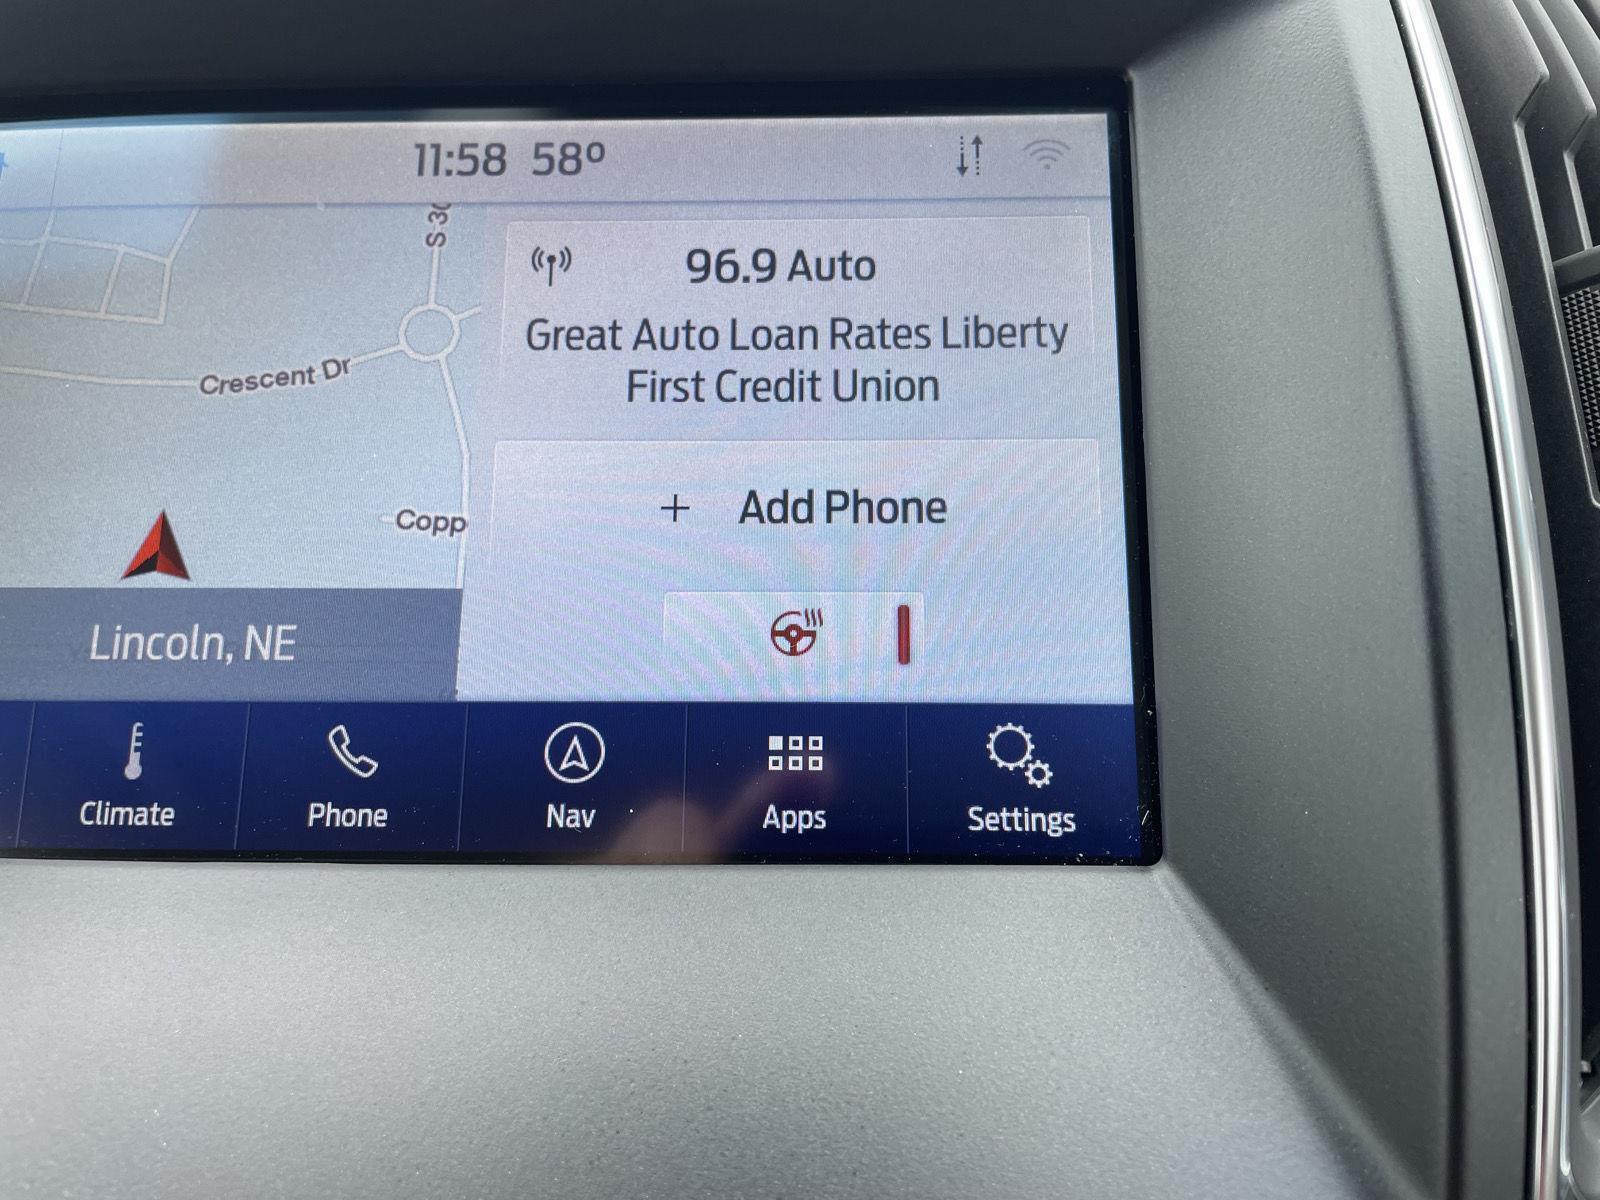 11:58 58°
S 30
96.9 Auto
Great Auto Loan Rates Liberty
First Credit Union
Crescent Dr
+ Add Phone
Copp
Lincoln, NE
Climate
Phone
Nav
Apps
Settings